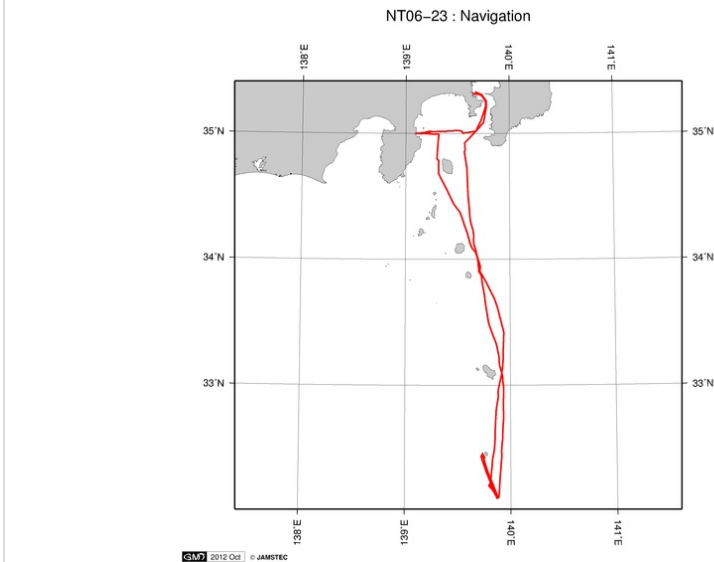 NT06−23 : Navigation
138˚E 139˚E 140˚E 141˚E
35˚N 35˚N
34˚N 34˚N
33˚N 33˚N
138˚E 139˚E 140˚E 141˚E
GMT 2012 Oct © JAMSTEC